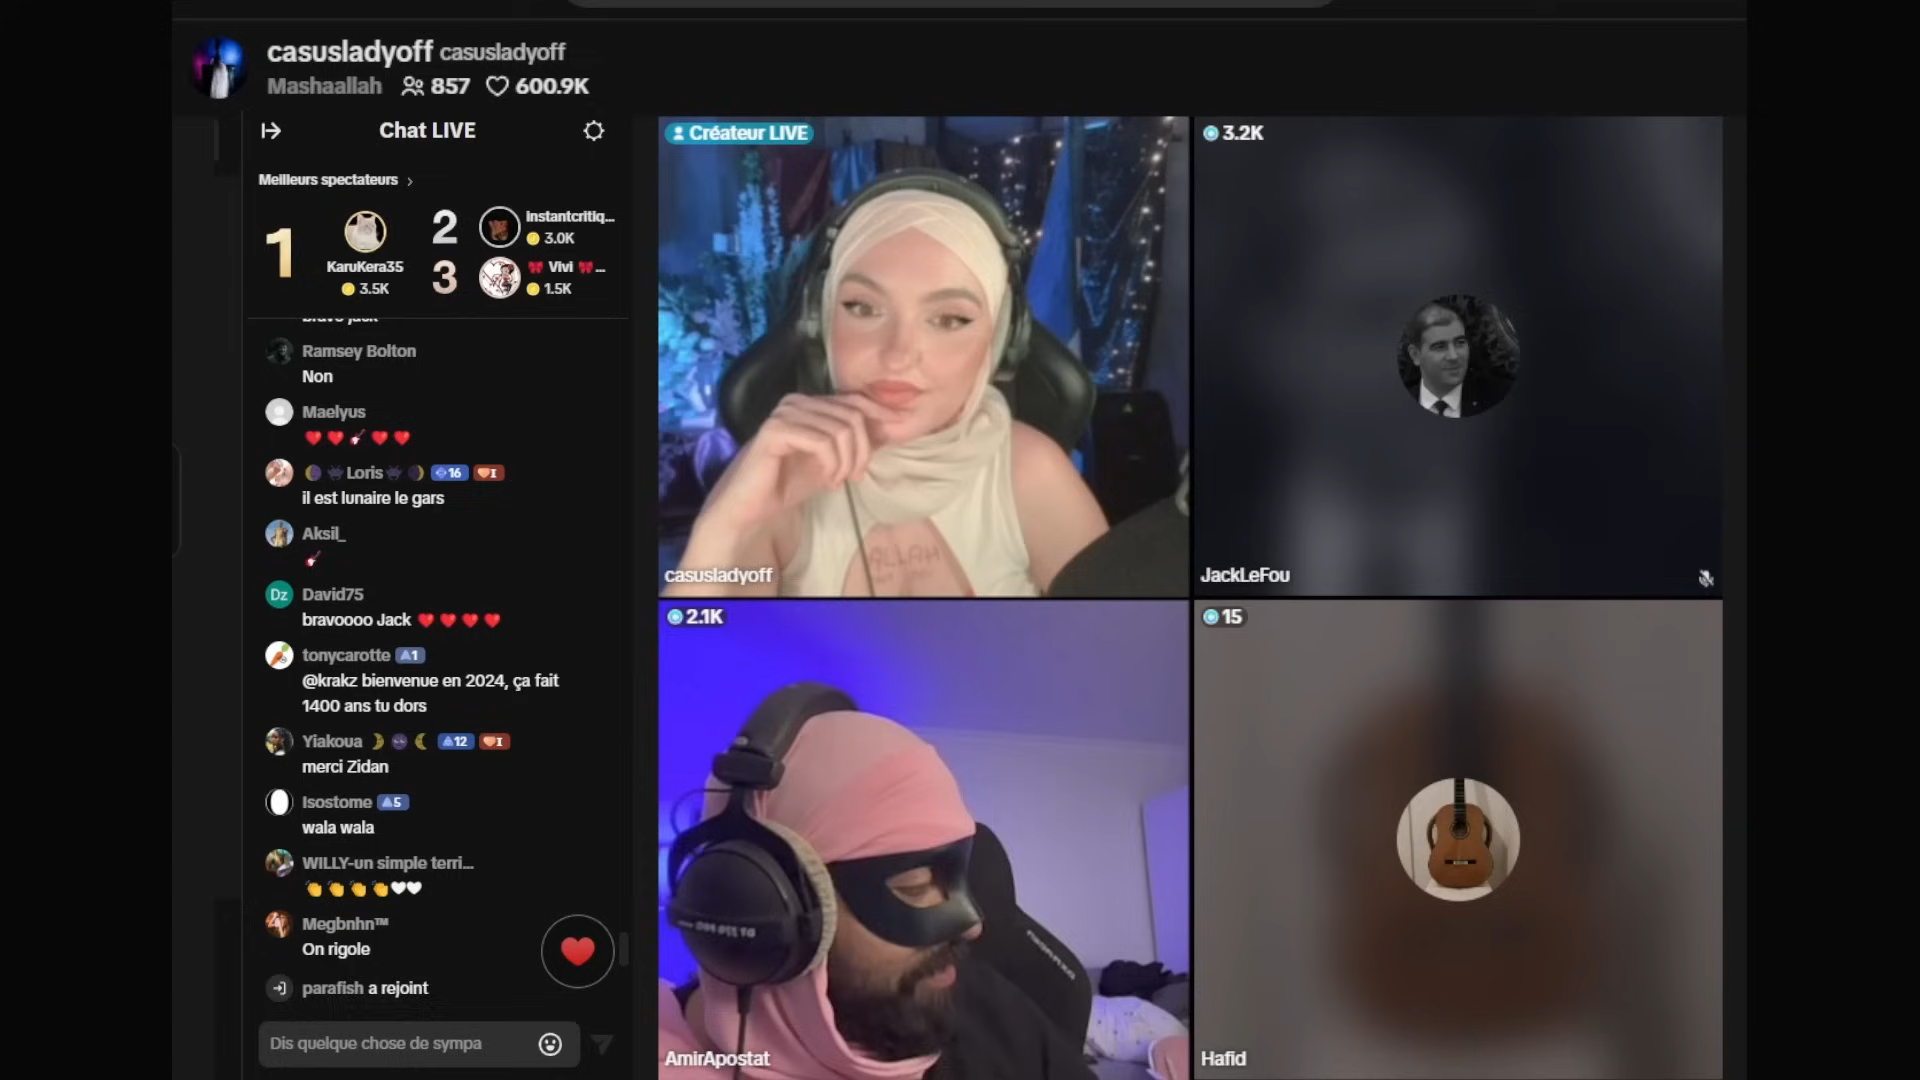 casusladyoff casusladyoff
Mashaallah 857 600.9K
Chat LIVE
Meilleurs spectateurs
1
KaruKera35
3.5K
2
instantcritiq...
3.0K
3
Vivi ...
1.5K
bravo jack
Ramsey Bolton
Non
Maelyus
Loris 16 I
il est lunaire le gars
Aksil_
Dz David75
bravoooo Jack
tonycarotte 1
@krakz bienvenue en 2024, ça fait
1400 ans tu dors
Yiakoua 12 I
merci Zidan
Isostome 5
wala wala
WILLY-un simple terri...
Megbnhn™
On rigole
parafish a rejoint
Dis quelque chose de sympa
Créateur LIVE
ALLAH
casusladyoff
3.2K
JackLeFou
2.1K
AmirApostat
15
Hafid